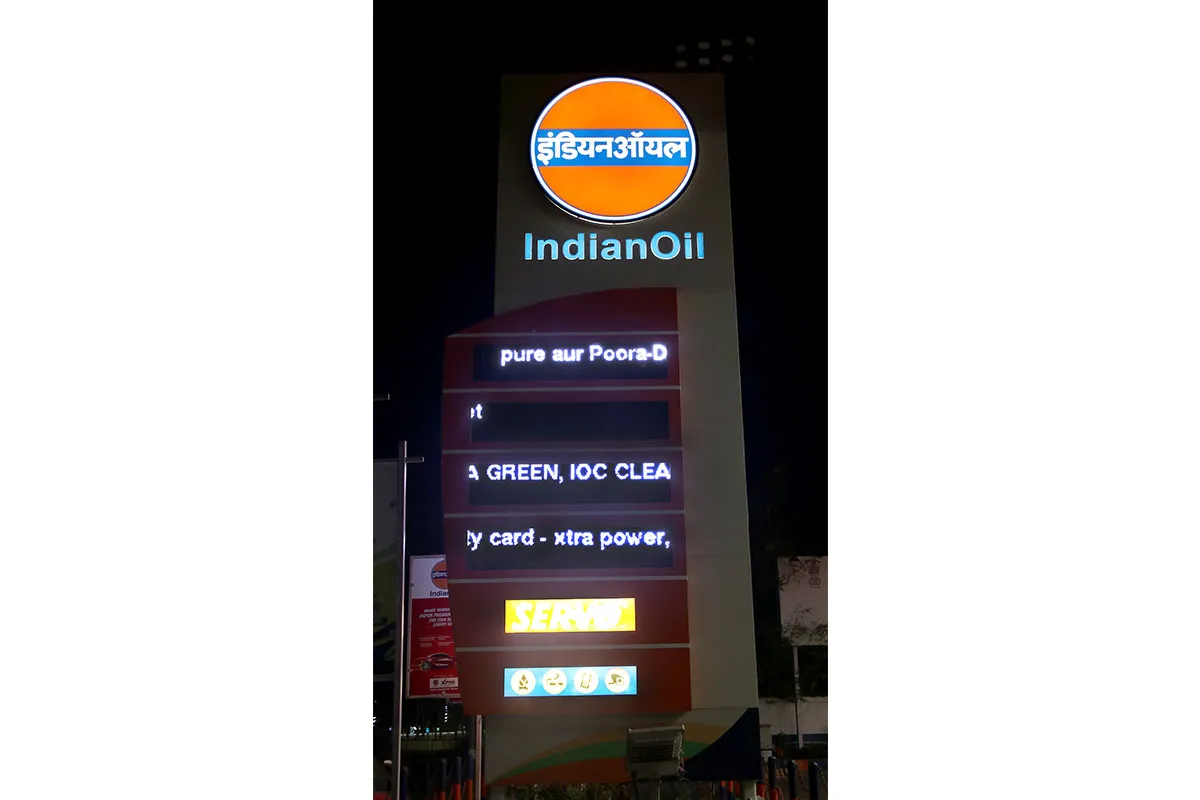 इंडियनऑयल
IndianOil
pure aur Poora-D
t
A GREEN, IOC CLEA
ty card - xtra power,
SERVO